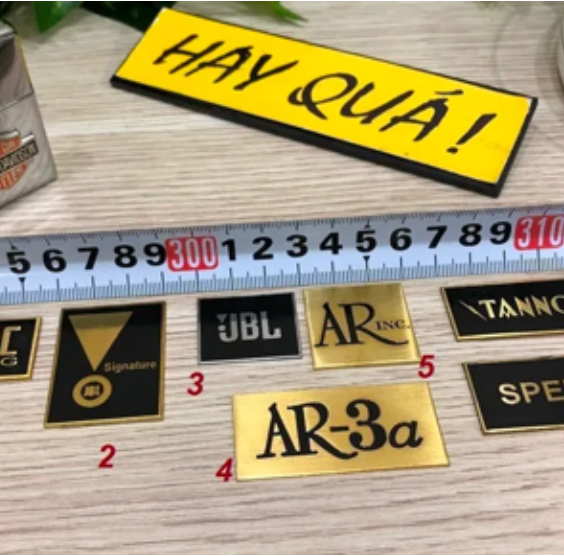 HAY QUÁ!
5 6 7 8 9 300 1 2 3 4 5 6 7 8 9 310
Signature
JBL
AR INC.
TANNO
G
3
5
2
4
AR-3a
SPE